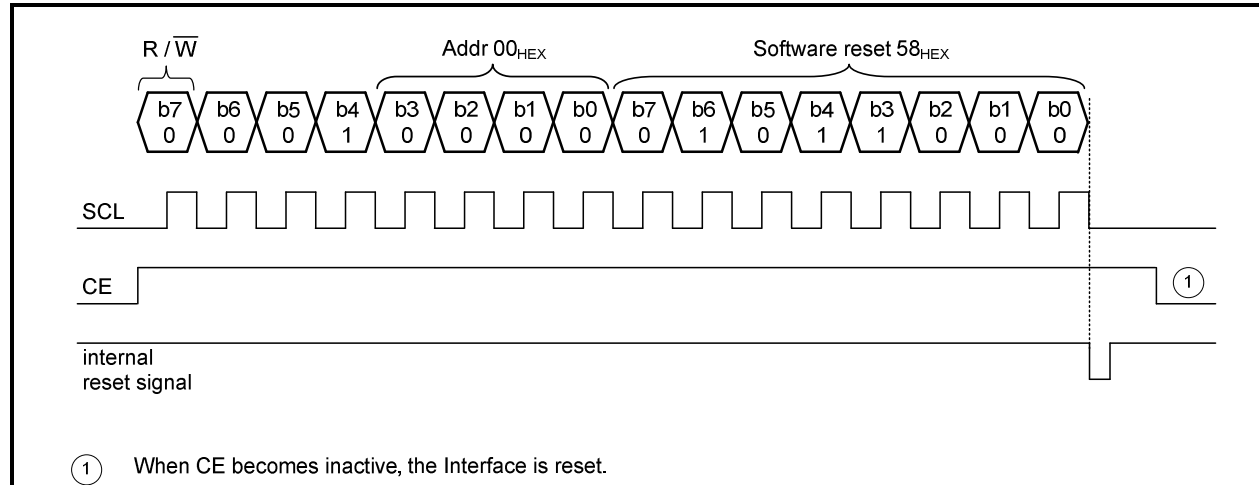 R / W̅ Addr 00HEX Software reset 58HEX
b7 b6 b5 b4 b3 b2 b1 b0 b7 b6 b5 b4 b3 b2 b1 b0
0 0 0 1 0 0 0 0 0 1 0 1 1 0 0 0
SCL
CE 1
internal
reset signal
1 When CE becomes inactive, the Interface is reset.